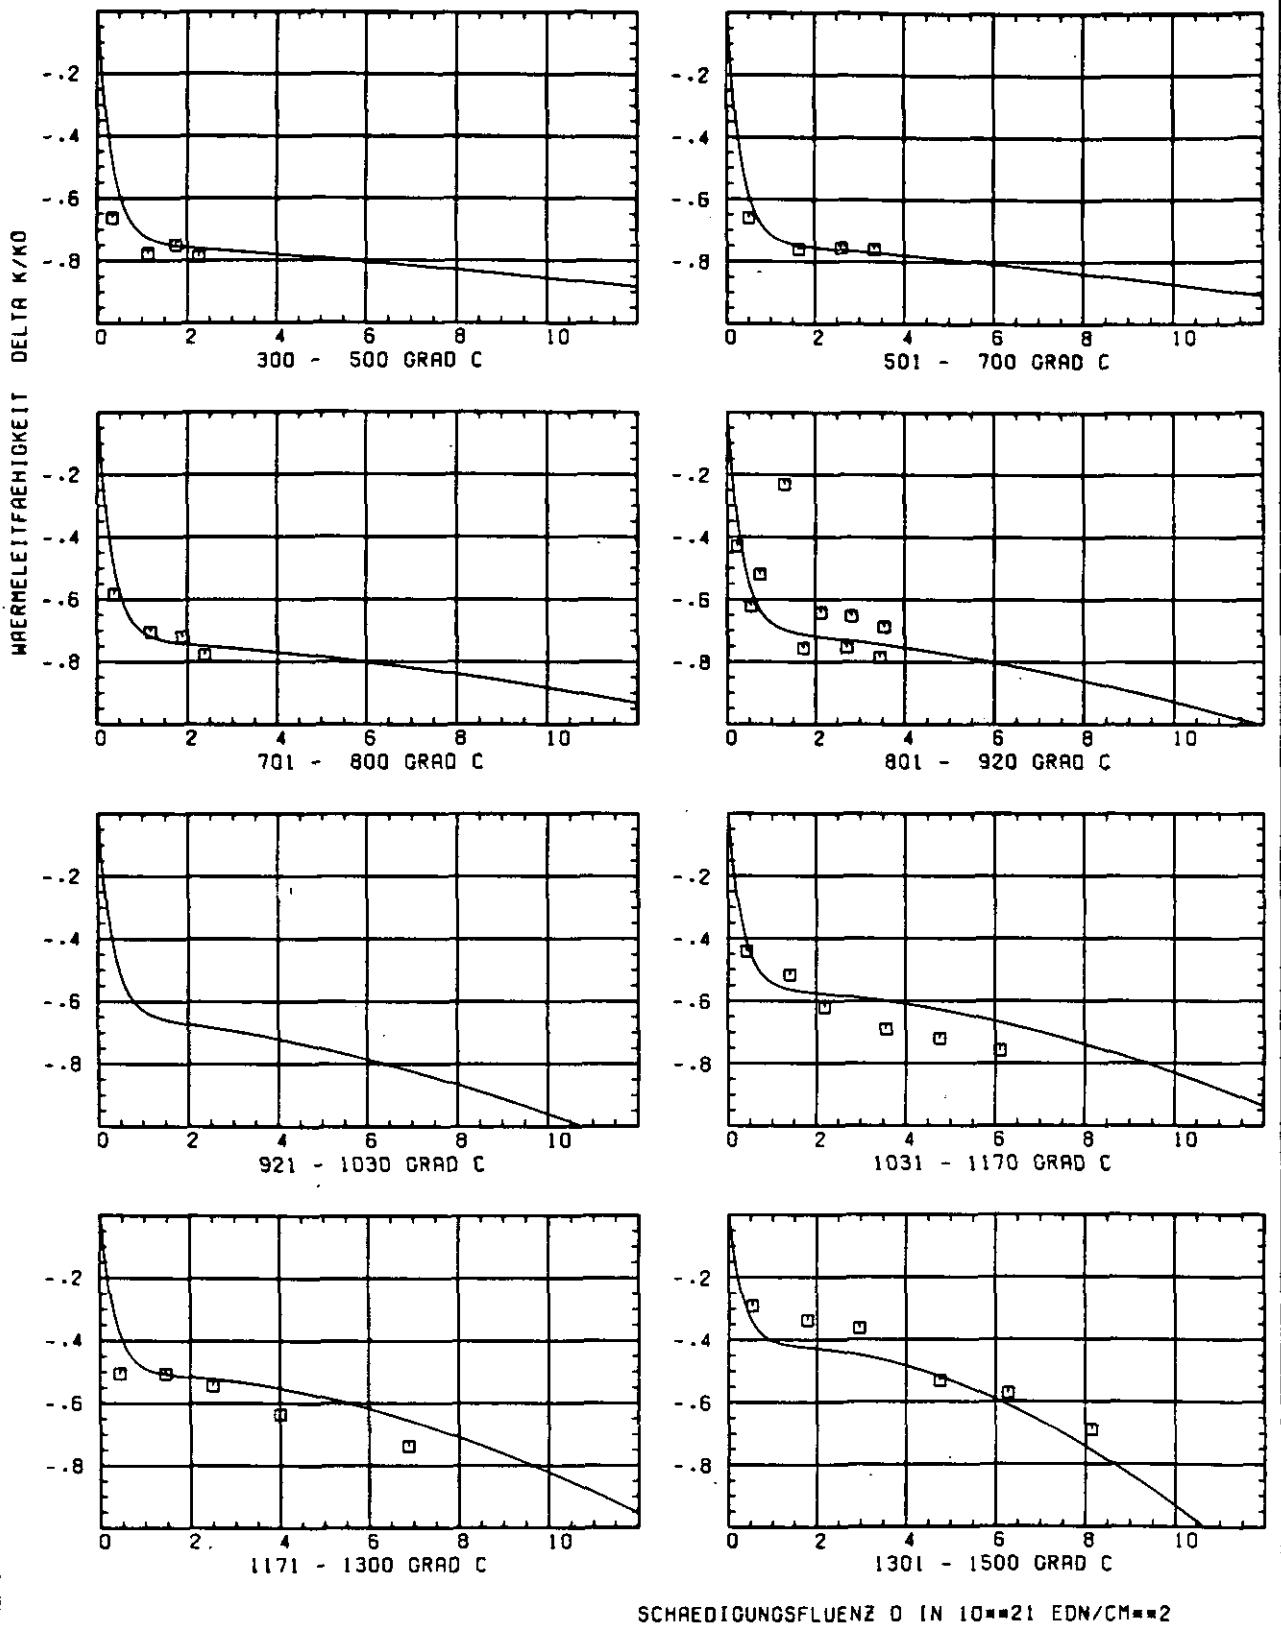 WAERMELEITFAEHIGKEIT DELTA K/K0
-.2 -.2
-.4 -.4
-.6 -.6
-.8 -.8
0 2 4 6 8 10 0 2 4 6 8 10
300 - 500 GRAD C 501 - 700 GRAD C
-.2 -.2
-.4 -.4
-.6 -.6
-.8 -.8
0 2 4 6 8 10 0 2 4 6 8 10
701 - 800 GRAD C 801 - 920 GRAD C
-.2 -.2
-.4 -.4
-.6 -.6
-.8 -.8
0 2 4 6 8 10 0 2 4 6 8 10
921 - 1030 GRAD C 1031 - 1170 GRAD C
-.2 -.2
-.4 -.4
-.6 -.6
-.8 -.8
0 2 4 6 8 10 0 2 4 6 8 10
1171 - 1300 GRAD C 1301 - 1500 GRAD C
SCHAEDIGUNGSFLUENZ D IN 10**21 EDN/CM**2